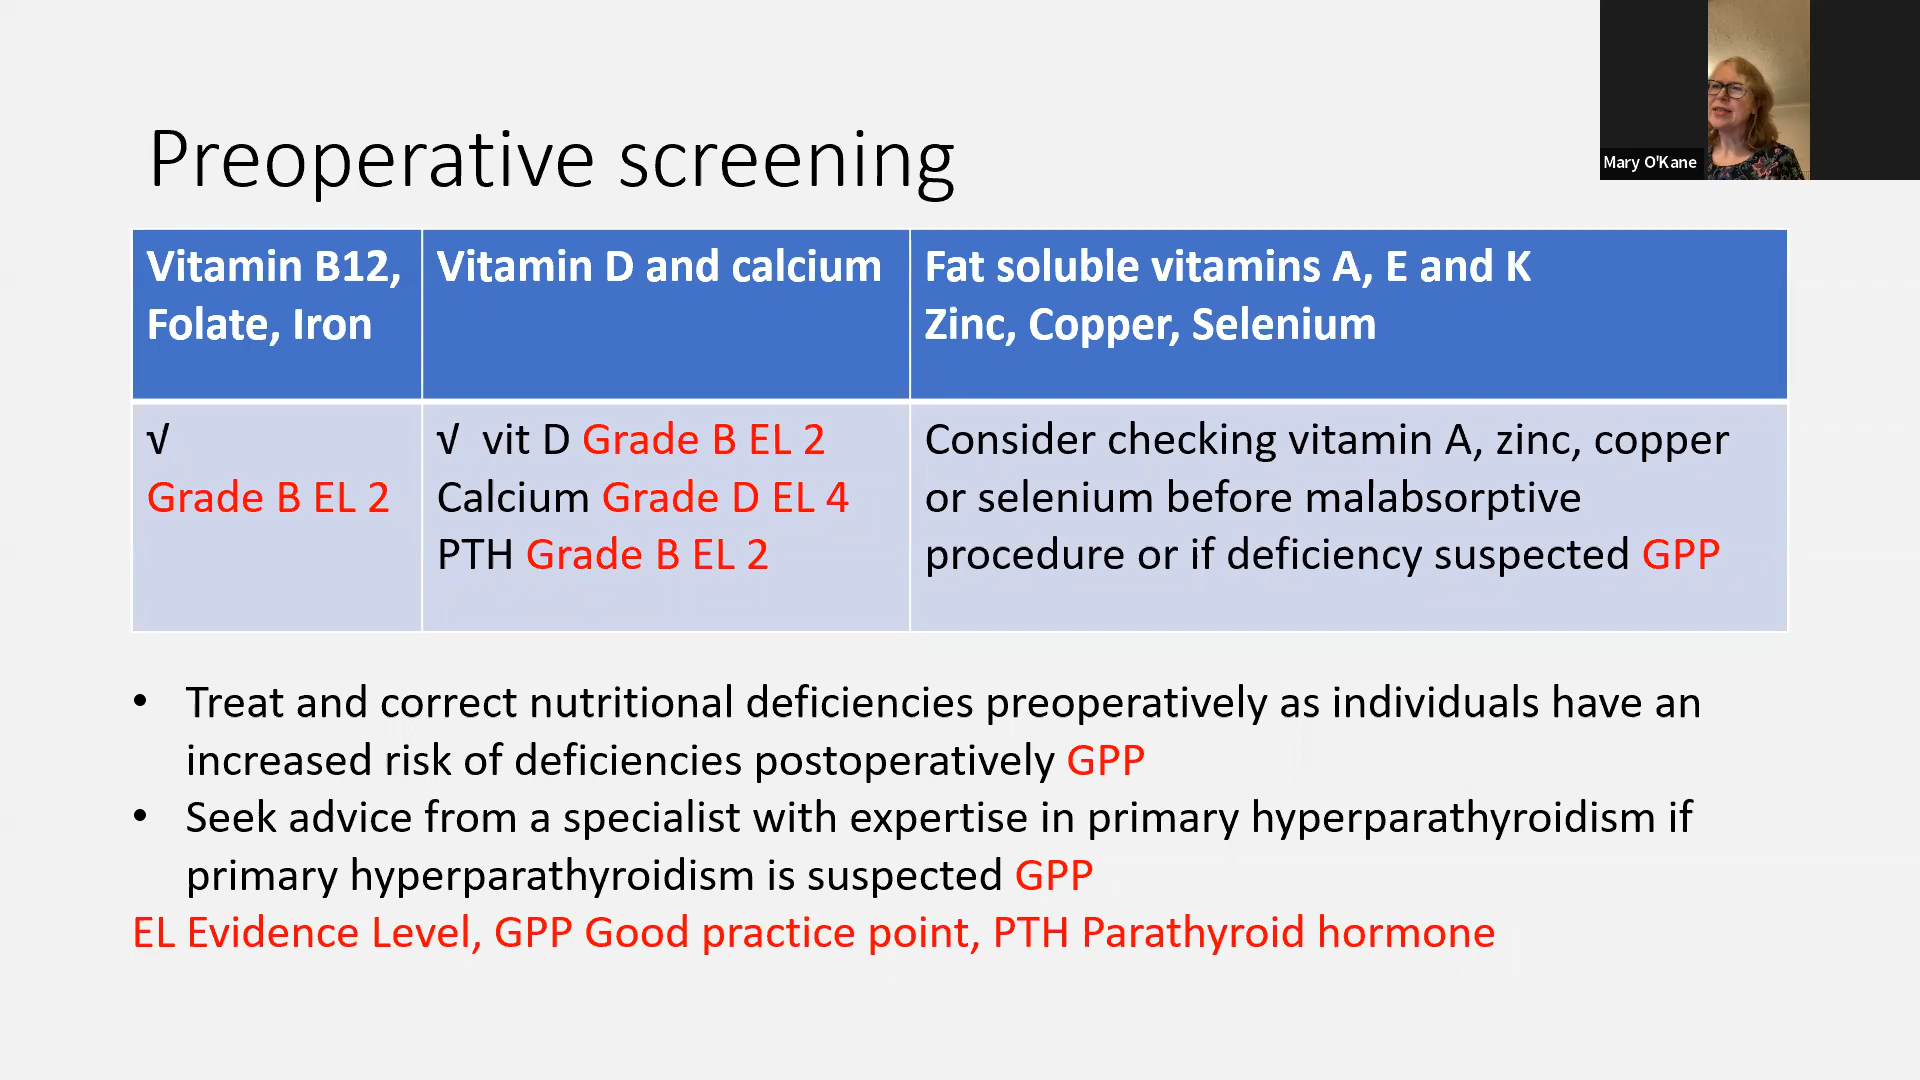 Preoperative screening
Mary O'Kane
Vitamin B12,
Folate, Iron
Vitamin D and calcium
Fat soluble vitamins A, E and K
Zinc, Copper, Selenium
√
Grade B EL 2
√ vit D Grade B EL 2
Calcium Grade D EL 4
PTH Grade B EL 2
Consider checking vitamin A, zinc, copper
or selenium before malabsorptive
procedure or if deficiency suspected GPP
• Treat and correct nutritional deficiencies preoperatively as individuals have an
increased risk of deficiencies postoperatively GPP
• Seek advice from a specialist with expertise in primary hyperparathyroidism if
primary hyperparathyroidism is suspected GPP
EL Evidence Level, GPP Good practice point, PTH Parathyroid hormone